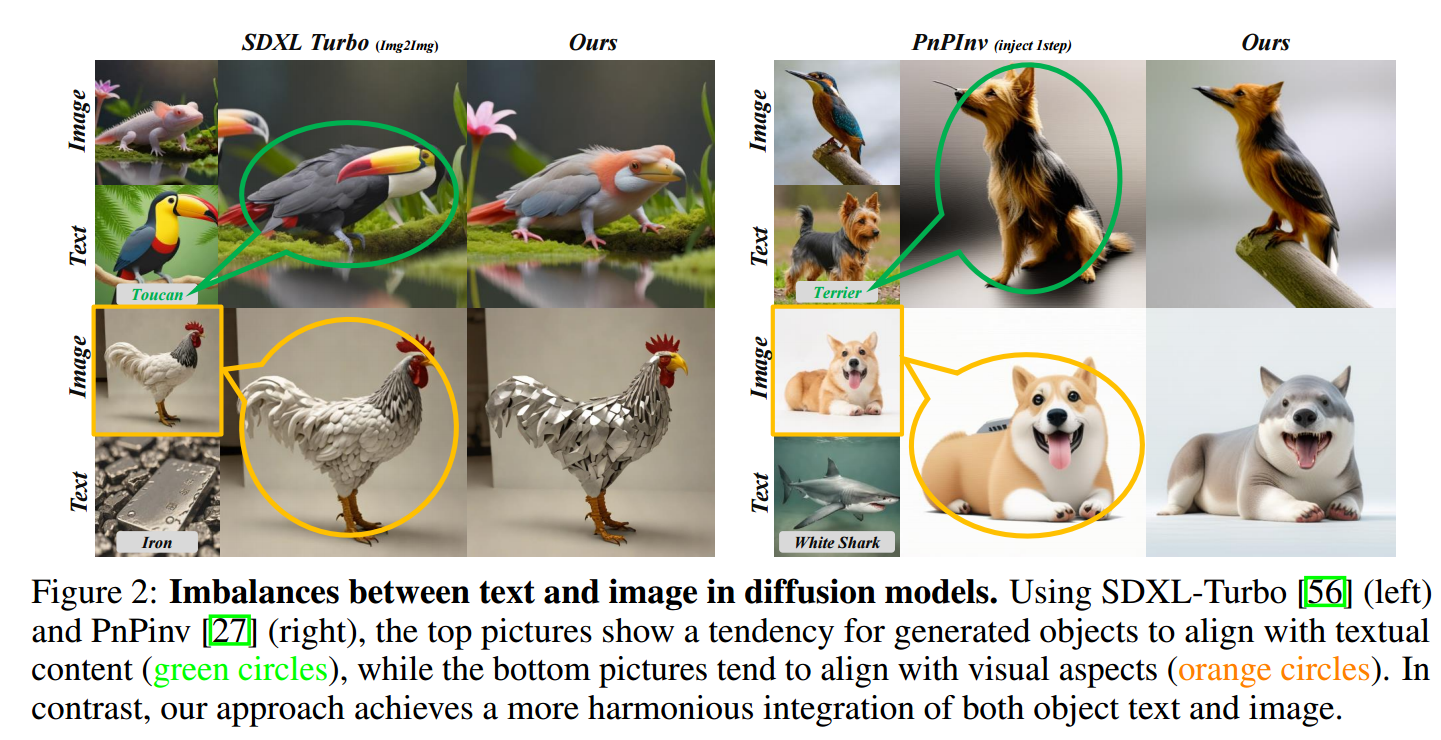 SDXL Turbo (Img2Img)
Ours
PnPInv (inject 1step)
Ours
Image
Text
Toucan
Image
Text
Iron
Image
Text
Terrier
Image
Text
White Shark
Figure 2: Imbalances between text and image in diffusion models. Using SDXL-Turbo [56] (left)
and PnPinv [27] (right), the top pictures show a tendency for generated objects to align with textual
content (green circles), while the bottom pictures tend to align with visual aspects (orange circles). In
contrast, our approach achieves a more harmonious integration of both object text and image.